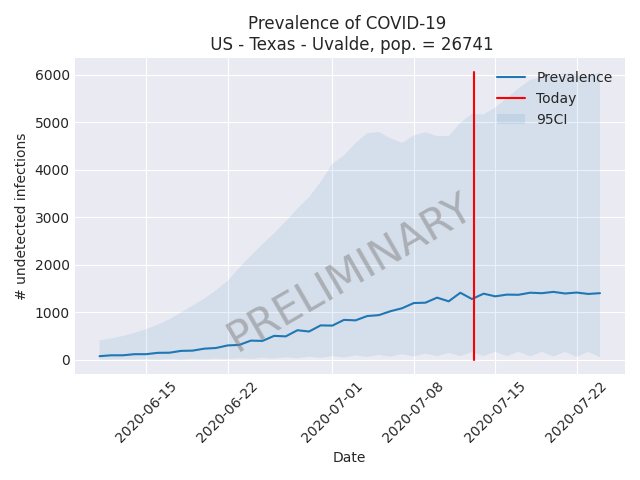 Prevalence of COVID-19
US - Texas - Uvalde, pop. = 26741
# undetected infections
6000
5000
4000
3000
2000
1000
0
Prevalence
Today
95CI
PRELIMINARY
2020-06-15
2020-06-22
2020-07-01
2020-07-08
2020-07-15
2020-07-22
Date